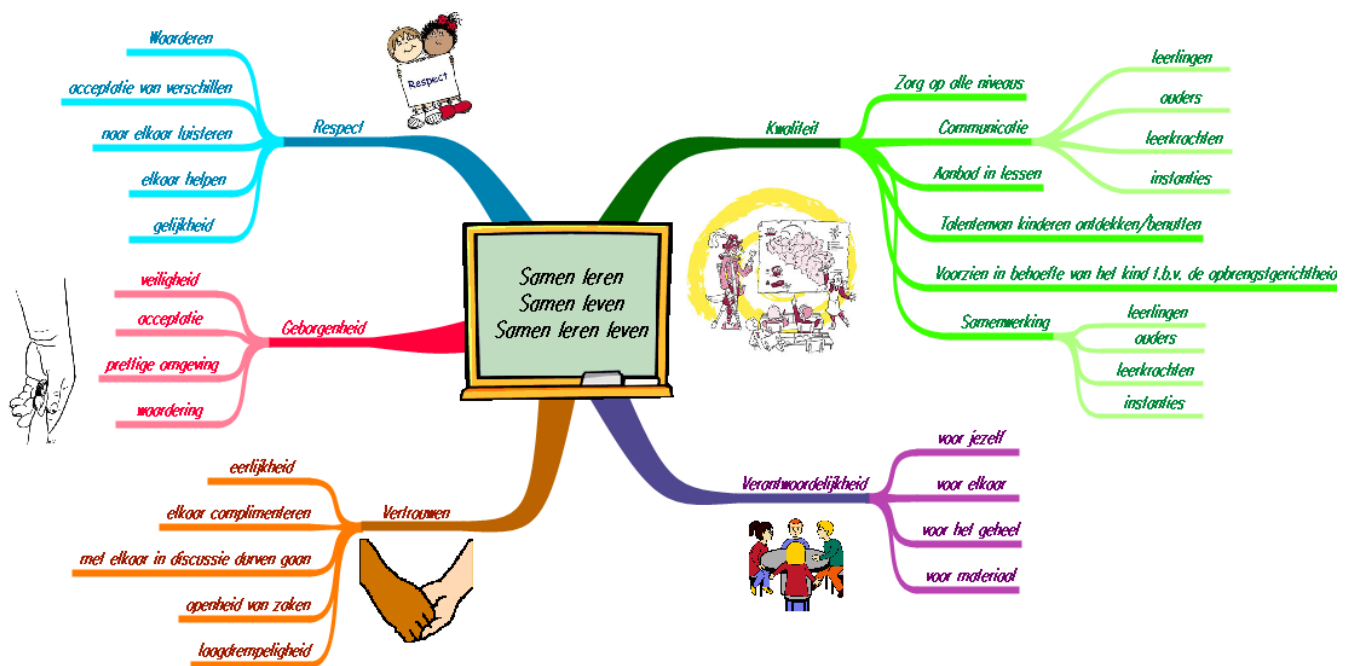 Respect
Waarderen
acceptatie van verschillen
naar elkaar luisteren
elkaar helpen
gelijkheid
Respect
Geborgenheid
veiligheid
acceptatie
prettige omgeving
waardering
Vertrouwen
eerlijkheid
elkaar complimenteren
met elkaar in discussie durven gaan
openheid van zaken
laagdrempeligheid
Samen leren
Samen leven
Samen leren leven
Kwaliteit
Zorg op alle niveaus
Communicatie
leerlingen
ouders
leerkrachten
instanties
Aanbod in lessen
Talentenvan kinderen ontdekken/benutten
Voorzien in behoefte van het kind t.b.v. de opbrengstgerichtheid
Samenwerking
leerlingen
ouders
leerkrachten
instanties
Verantwoordelijkheid
voor jezelf
voor elkaar
voor het geheel
voor materiaal